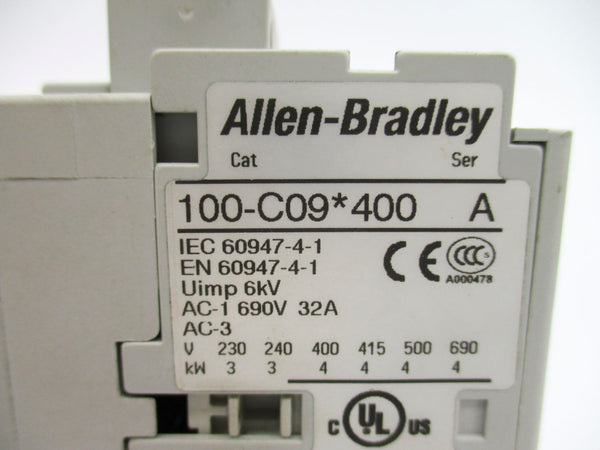 Allen-Bradley
Cat Ser
100-C09*400 A
IEC 60947-4-1
EN 60947-4-1
Uimp 6kV
AC-1 690V 32A
AC-3
CE CCC S
A000478
V 230 240 400 415 500 690
kW 3 3 4 4 4 4
C UL US